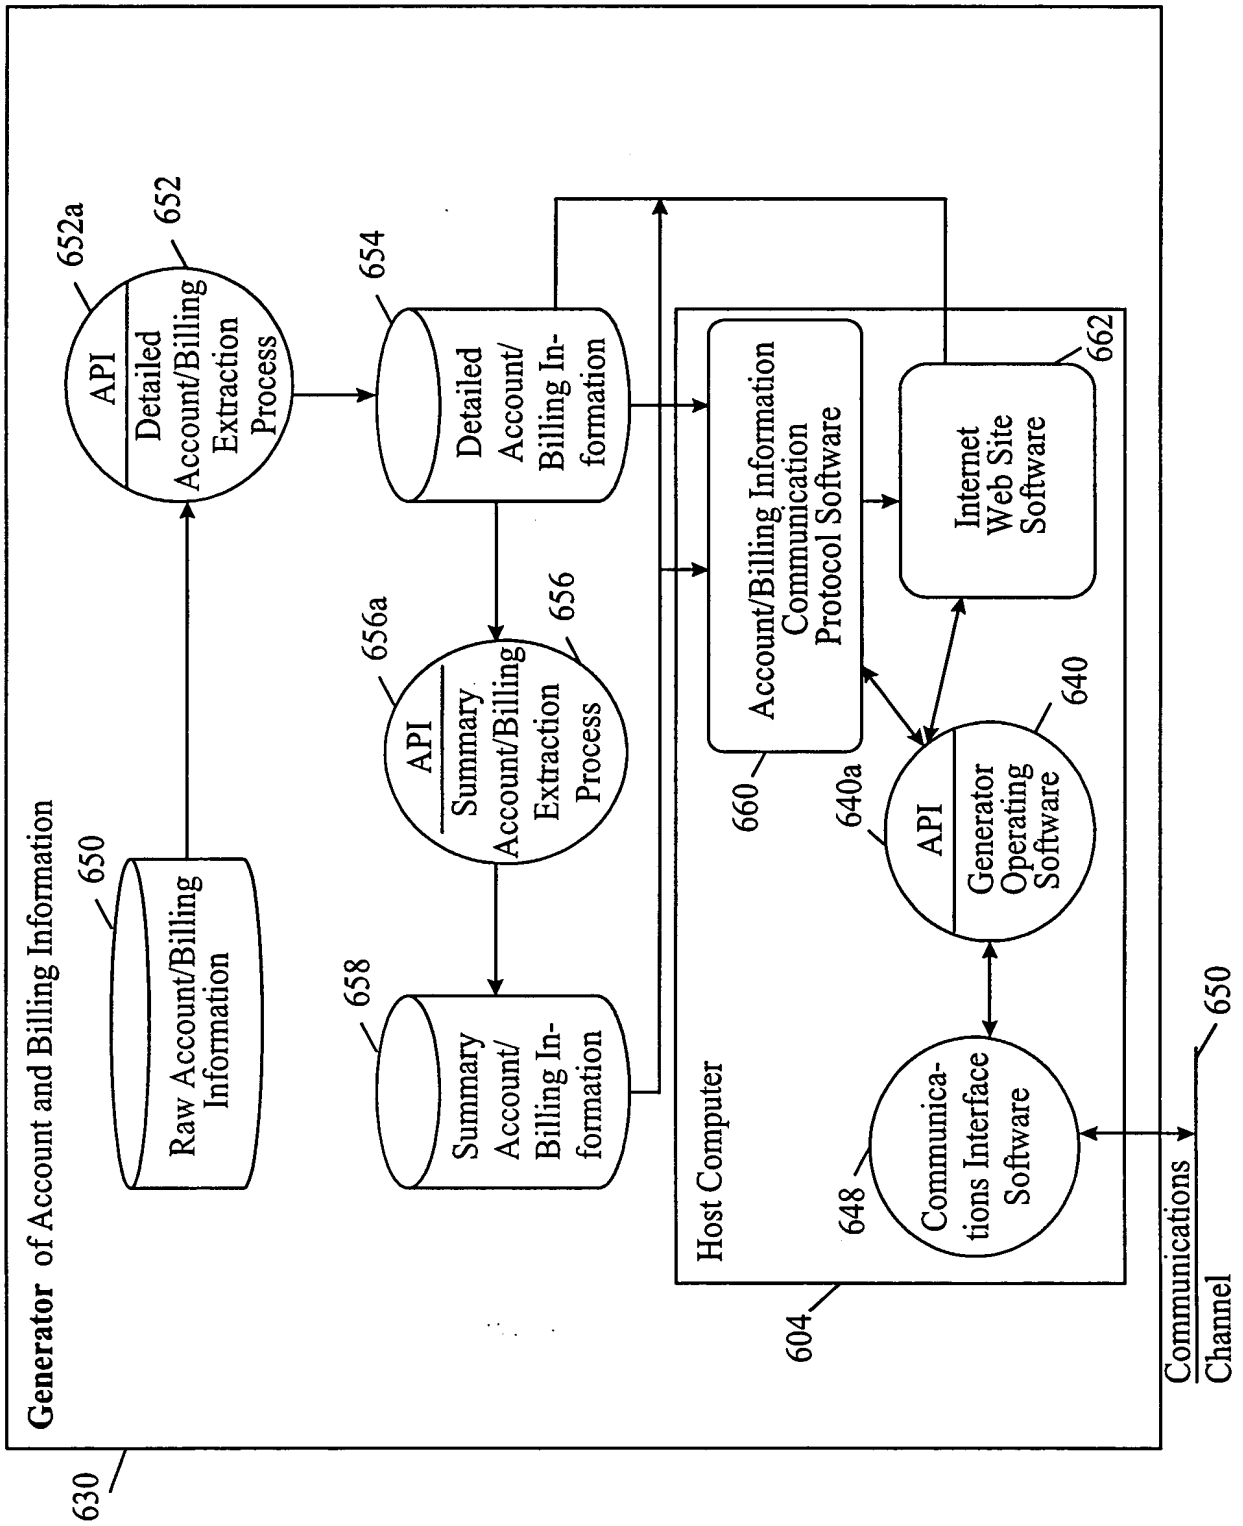 Generator of Account and Billing Information
630
650
Raw Account/Billing
Information
652a
652
API
Detailed
Account/Billing
Extraction
Process
658
Summary
Account/
Billing In-
formation
656a
656
API
Summary
Account/Billing
Extraction
Process
654
Detailed
Account/
Billing In-
formation
604
Host Computer
660
Account/Billing Information
Communication
Protocol Software
648
Communica-
tions Interface
Software
640a
640
API
Generator
Operating
Software
662
Internet
Web Site
Software
Communications
Channel
650